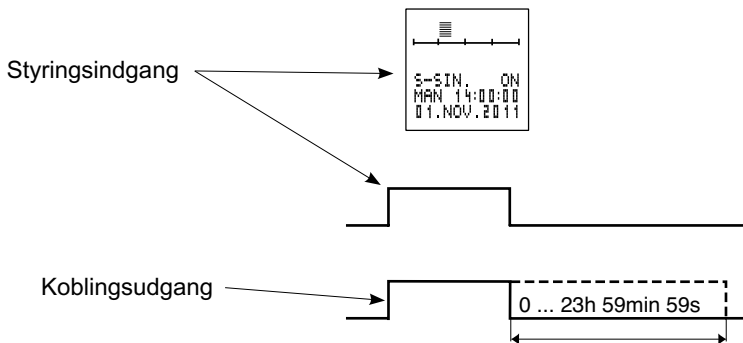 Styringsindgang
S-SIN. ON
MAN 14:00:00
01.NOV.2011
Koblingsudgang
0 ... 23h 59min 59s